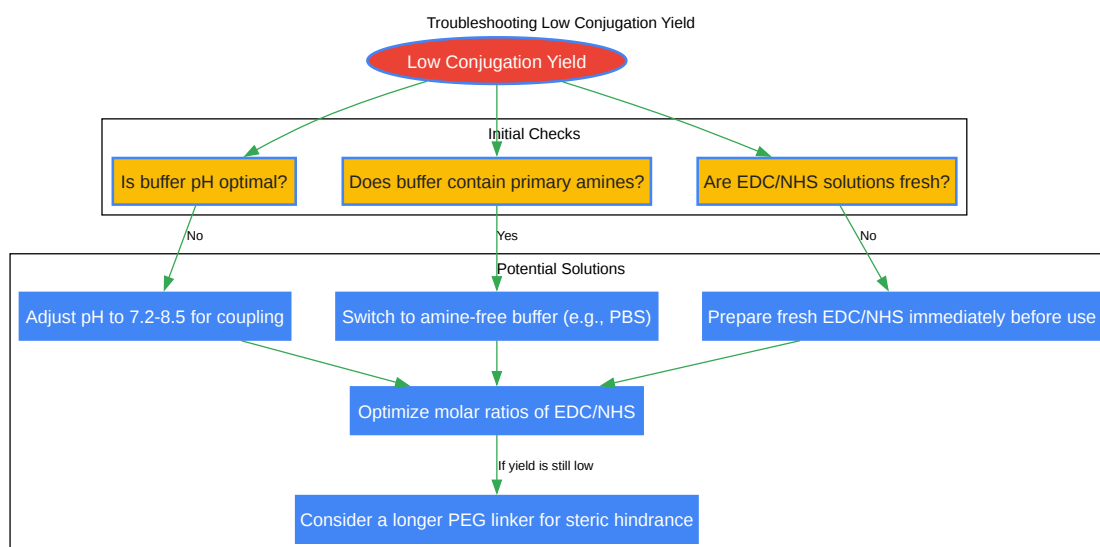 Troubleshooting Low Conjugation Yield
Low Conjugation Yield
Initial Checks
Is buffer pH optimal?
Does buffer contain primary amines?
Are EDC/NHS solutions fresh?
No
Yes
No
Potential Solutions
Adjust pH to 7.2-8.5 for coupling
Switch to amine-free buffer (e.g., PBS)
Prepare fresh EDC/NHS immediately before use
Optimize molar ratios of EDC/NHS
If yield is still low
Consider a longer PEG linker for steric hindrance